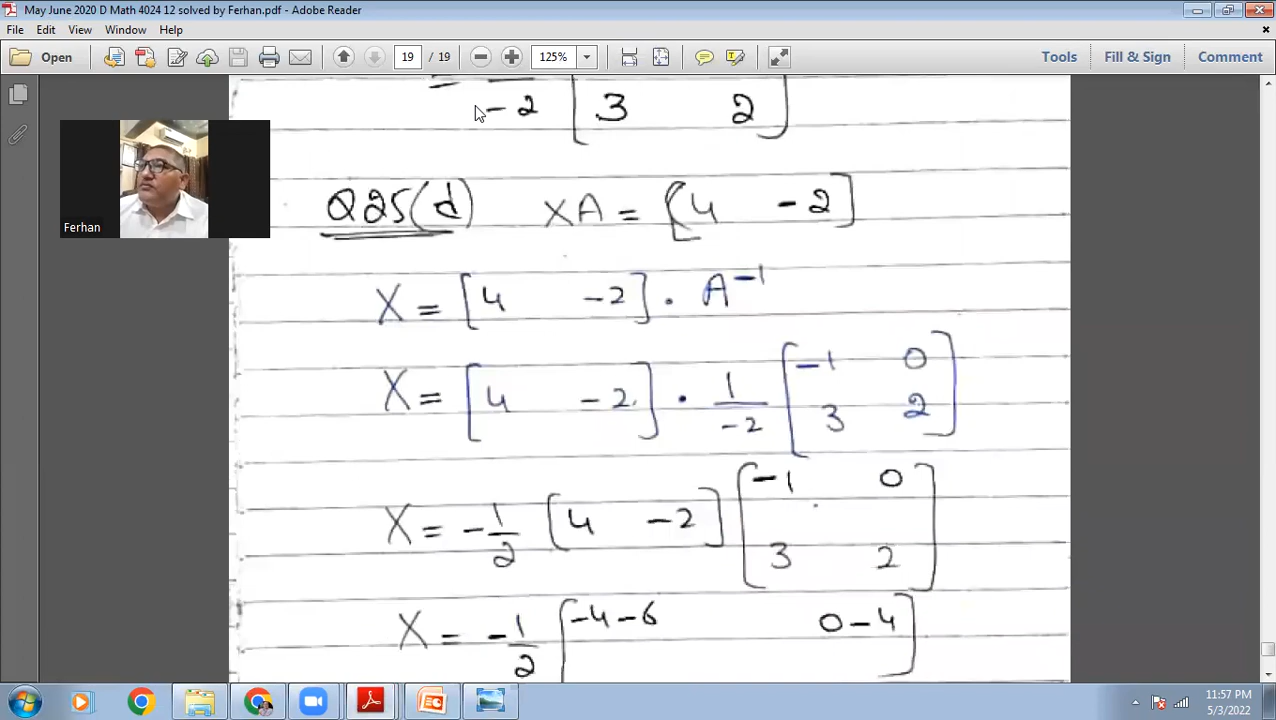 May June 2020 D Math 4024 12 solved by Ferhan.pdf - Adobe Reader
File Edit View Window Help
Open 19 / 19 125% Tools Fill & Sign Comment
-2 [ 3 2 ]
Q25(d) XA = [4 -2]
X = [4 -2] . A⁻¹
X = [4 -2] . 1/-2 [-1 0
3 2]
X = -1/2 [4 -2] [-1 0
3 2]
X = -1/2 [-4-6 0-4]
Ferhan
11:57 PM
5/3/2022